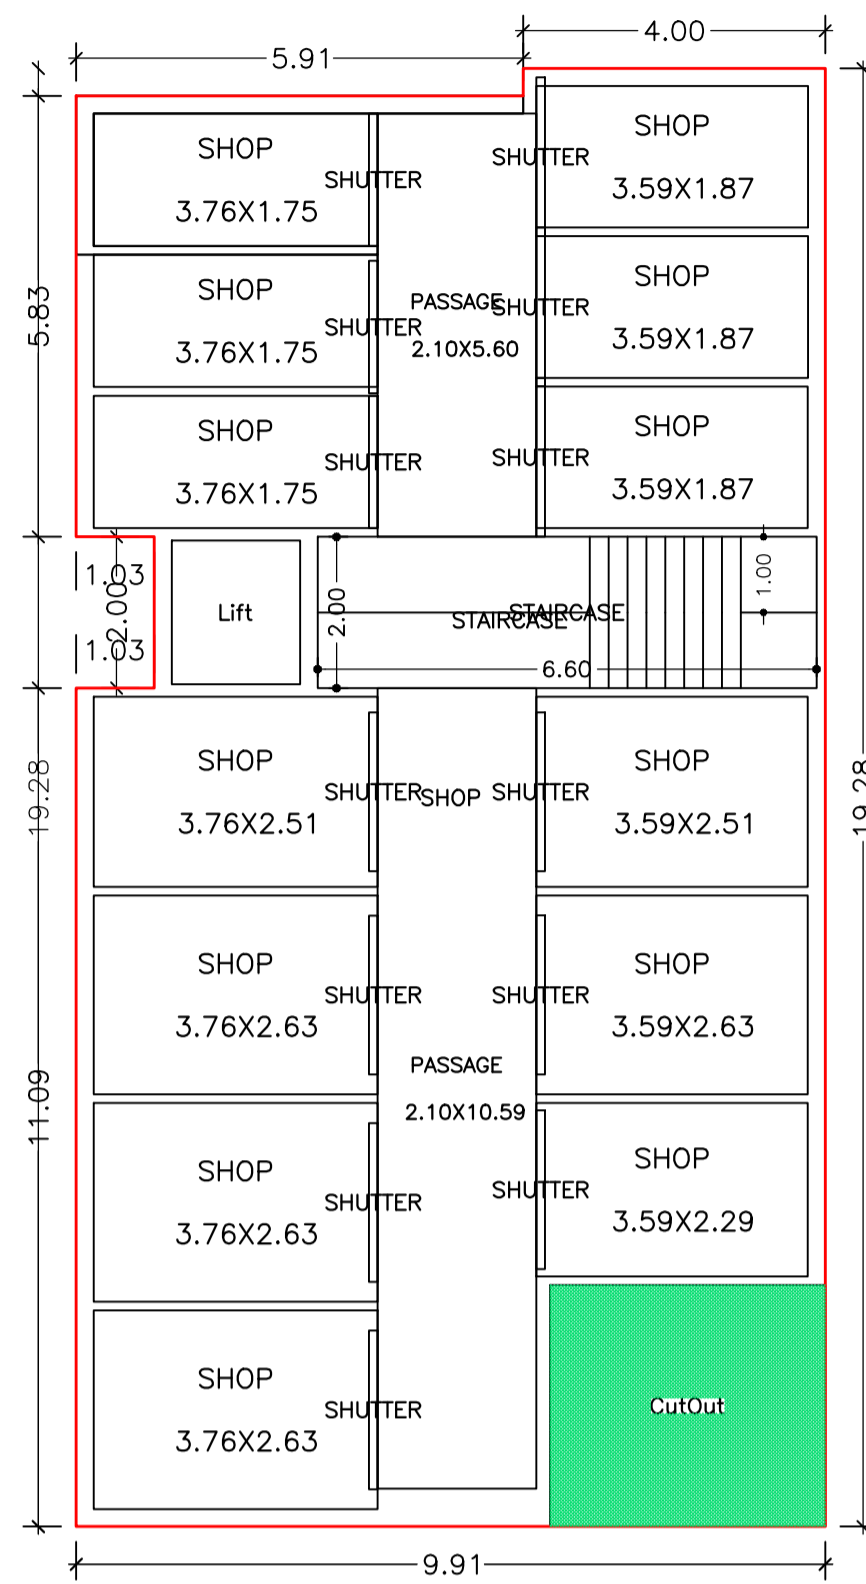 4.00
5.91
SHOP
3.59X1.87
SHUTTER
SHOP
3.76X1.75
SHUTTER
SHOP
3.59X1.87
SHUTTER
SHOP
3.76X1.75
SHUTTER
PASSAGE
2.10X5.60
5.83
SHOP
3.59X1.87
SHUTTER
SHOP
3.76X1.75
SHUTTER
1.03
2.00
1.03
Lift
2.00
STAIRCASE
STAIRCASE
1.00
6.60
19.28
19.28
SHOP
3.76X2.51
SHUTTER
SHOP
SHUTTER
SHOP
3.59X2.51
SHOP
3.76X2.63
SHUTTER
SHUTTER
SHOP
3.59X2.63
PASSAGE
2.10X10.59
11.09
SHOP
3.76X2.63
SHUTTER
SHUTTER
SHOP
3.59X2.29
SHOP
3.76X2.63
SHUTTER
CutOut
9.91